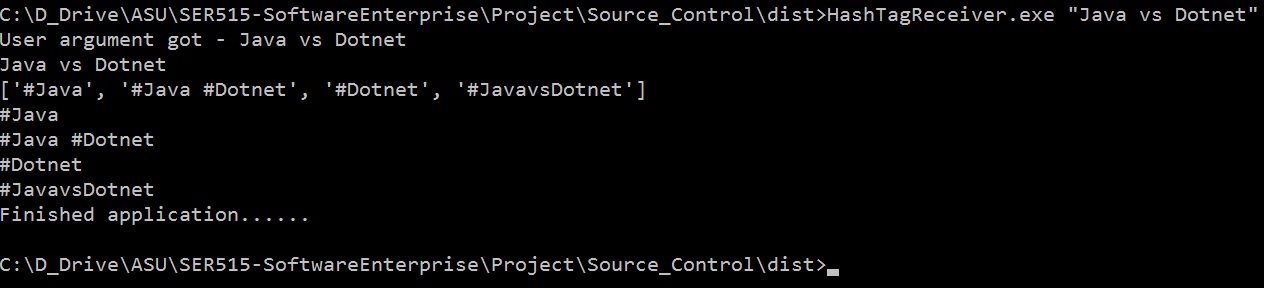 C:\D_Drive\ASU\SER515-SoftwareEnterprise\Project\Source_Control\dist>HashTagReceiver.exe "Java vs Dotnet"
User argument got - Java vs Dotnet
Java vs Dotnet
['#Java', '#Java #Dotnet', '#Dotnet', '#JavavsDotnet']
#Java
#Java #Dotnet
#Dotnet
#JavavsDotnet
Finished application......
C:\D_Drive\ASU\SER515-SoftwareEnterprise\Project\Source_Control\dist>_